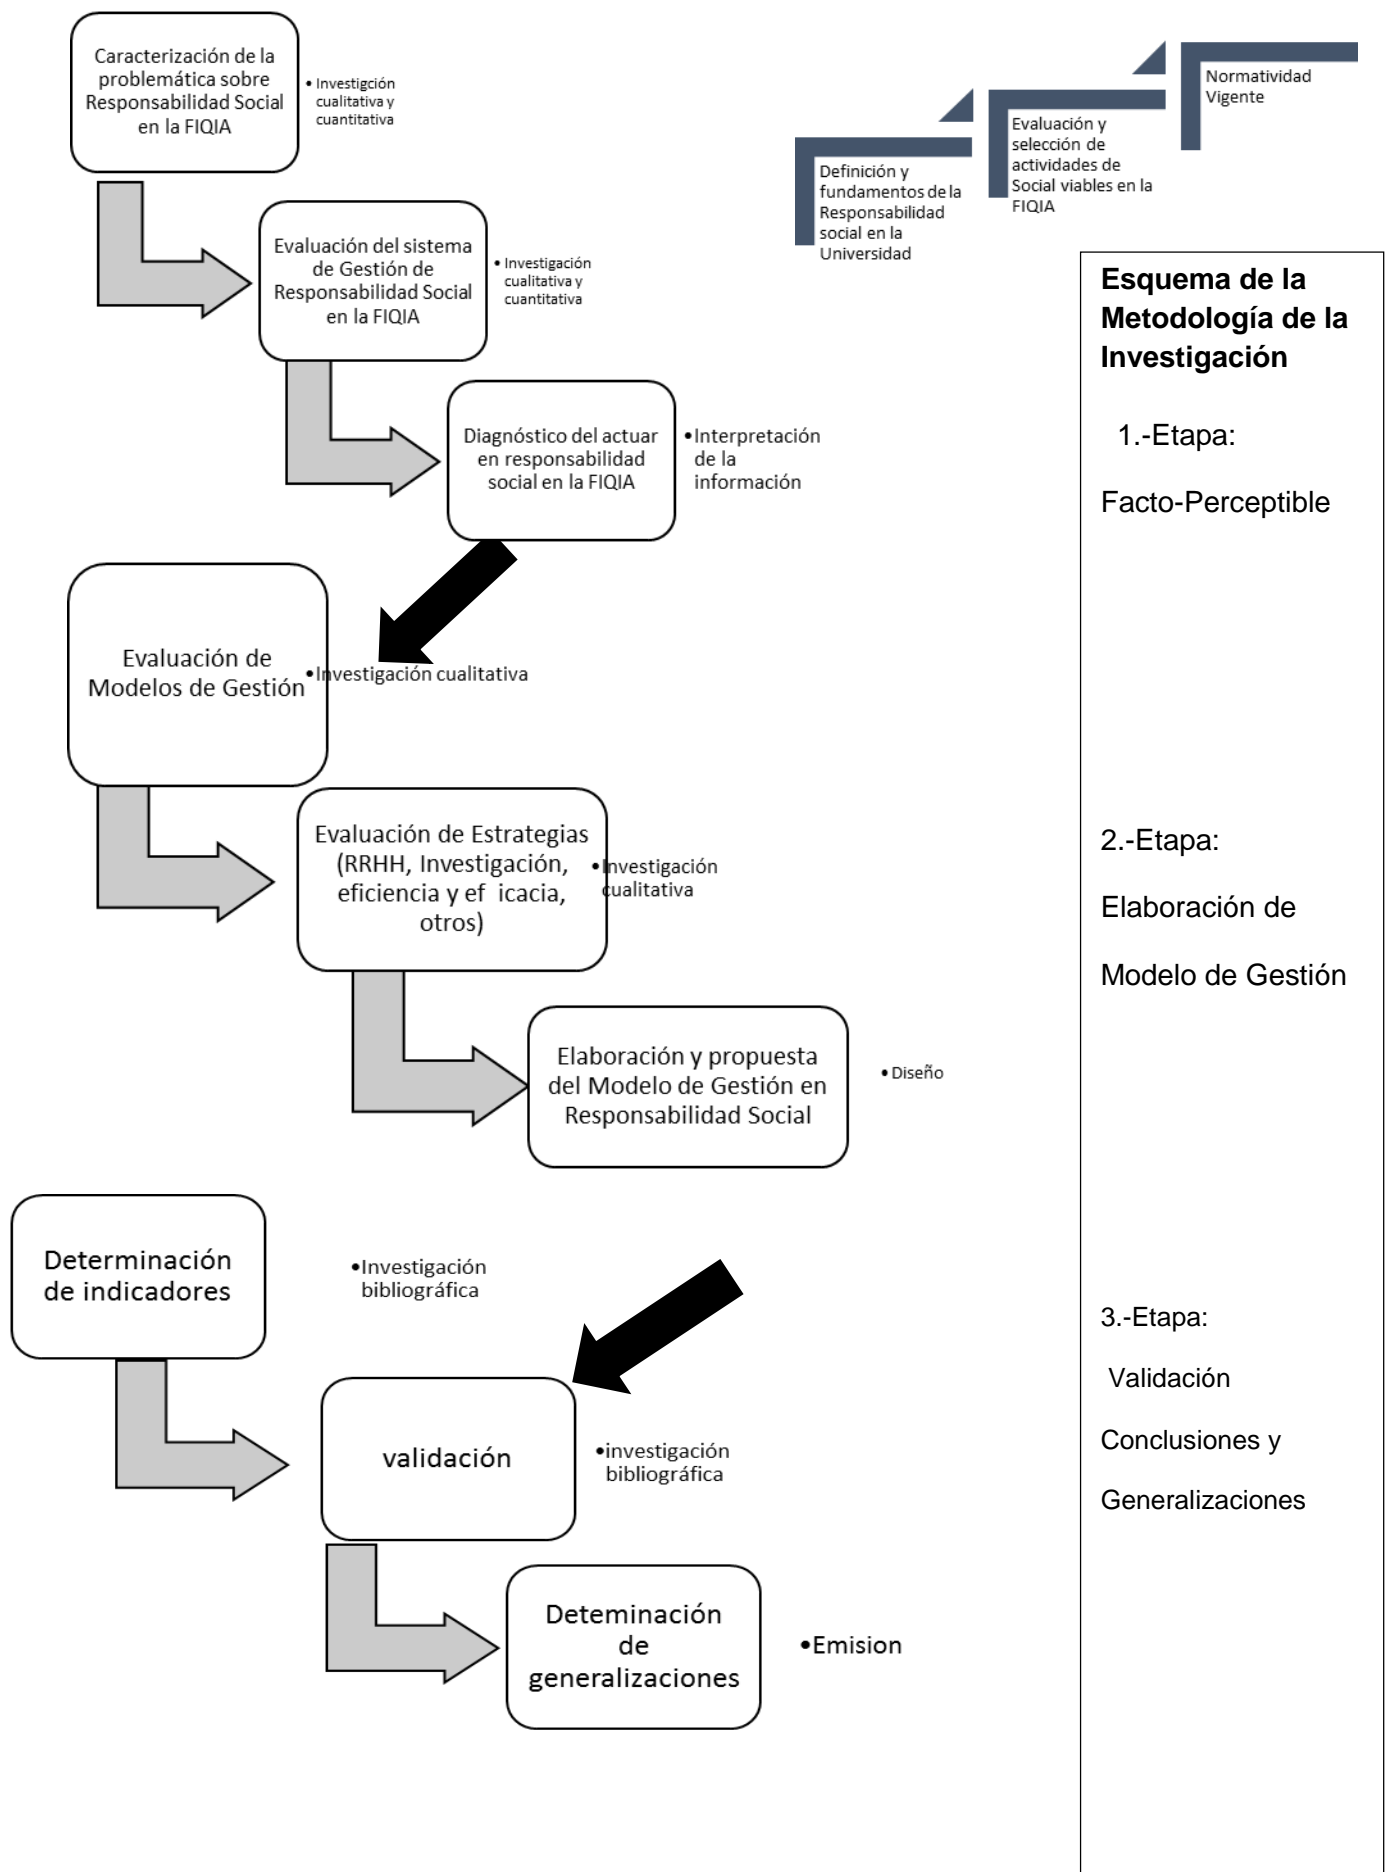 Caracterización de la
problemática sobre
Responsabilidad Social
en la FIQIA
• Investigción
cualitativa y
cuantitativa
Normatividad
Vigente
Evaluación y
selección de
actividades de
Social viables en la
FIQIA
Definición y
fundamentos de la
Responsabilidad
social en la
Universidad
Evaluación del sistema
de Gestión de
Responsabilidad Social
en la FIQIA
• Investigación
cualitativa y
cuantitativa
Diagnóstico del actuar
en responsabilidad
social en la FIQIA
•Interpretación
de la
información
Evaluación de
Modelos de Gestión
•Investigación cualitativa
Evaluación de Estrategias
(RRHH, Investigación,
eficiencia y ef icacia,
otros)
•Investigación
cualitativa
Elaboración y propuesta
del Modelo de Gestión en
Responsabilidad Social
• Diseño
Determinación
de indicadores
•Investigación
bibliográfica
validación
•investigación
bibliográfica
Deteminación
de
generalizaciones
•Emision
Esquema de la
Metodología de la
Investigación
1.-Etapa:
Facto-Perceptible
2.-Etapa:
Elaboración de
Modelo de Gestión
3.-Etapa:
Validación
Conclusiones y
Generalizaciones